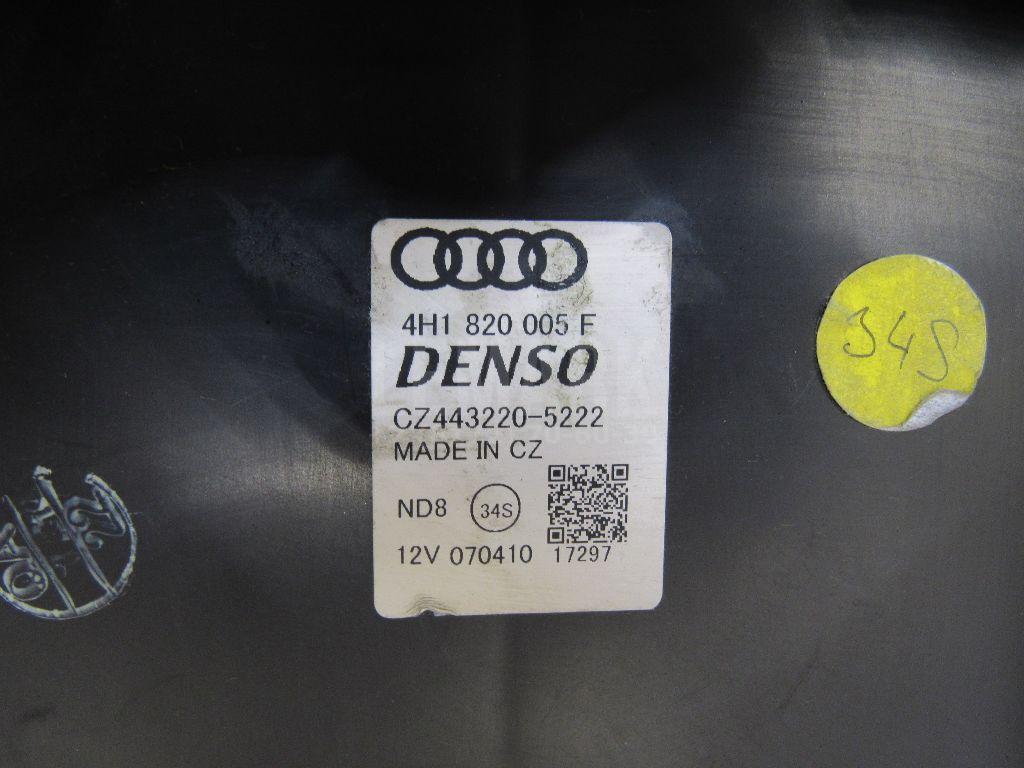 4H1 820 005 F
DENSO
CZ443220-5222
MADE IN CZ
ND8 34S
12V 070410 17297
34S